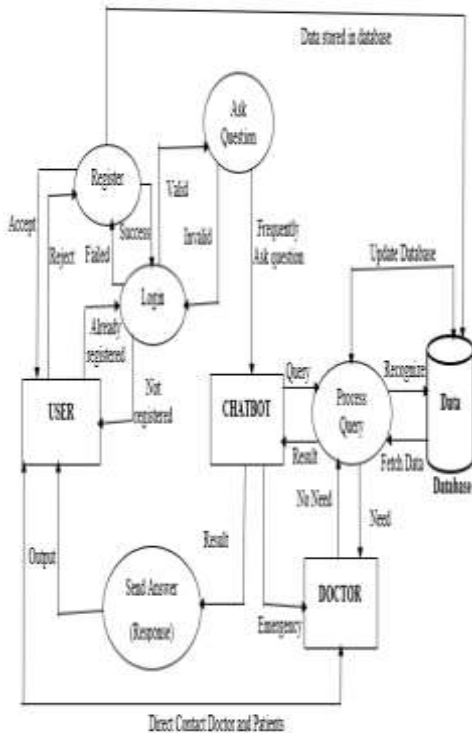 Data stored in database
Ask
Question
Register
Valid
Accept
Reject
Failed
Success
Invalid
Frequently
Ask question
Update Database
Login
Already
registered
Not
registered
USER
CHATBOT
Query
Process
Query
Recognize
Data
Result
Fetch Data
Database
No Need
Need
Output
Result
Send Answer
(Response)
Emergency
DOCTOR
Direct Contact Doctor and Patients